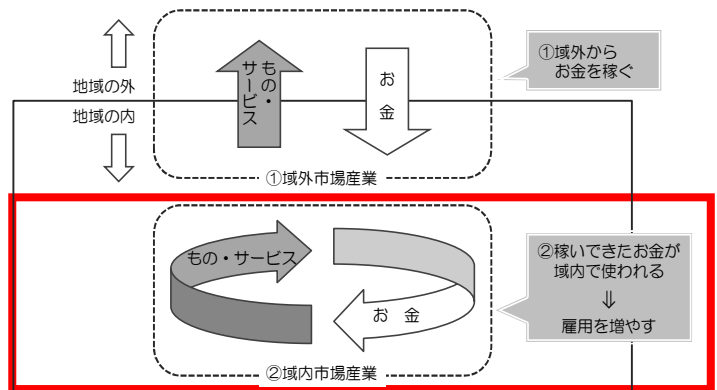 地域の外
地域の内
もの・
サービス
お
金
①域外から
お金を稼ぐ
①域外市場産業
もの・サービス
お　金
②稼いできたお金が
域内で使われる
⇓
雇用を増やす
②域内市場産業